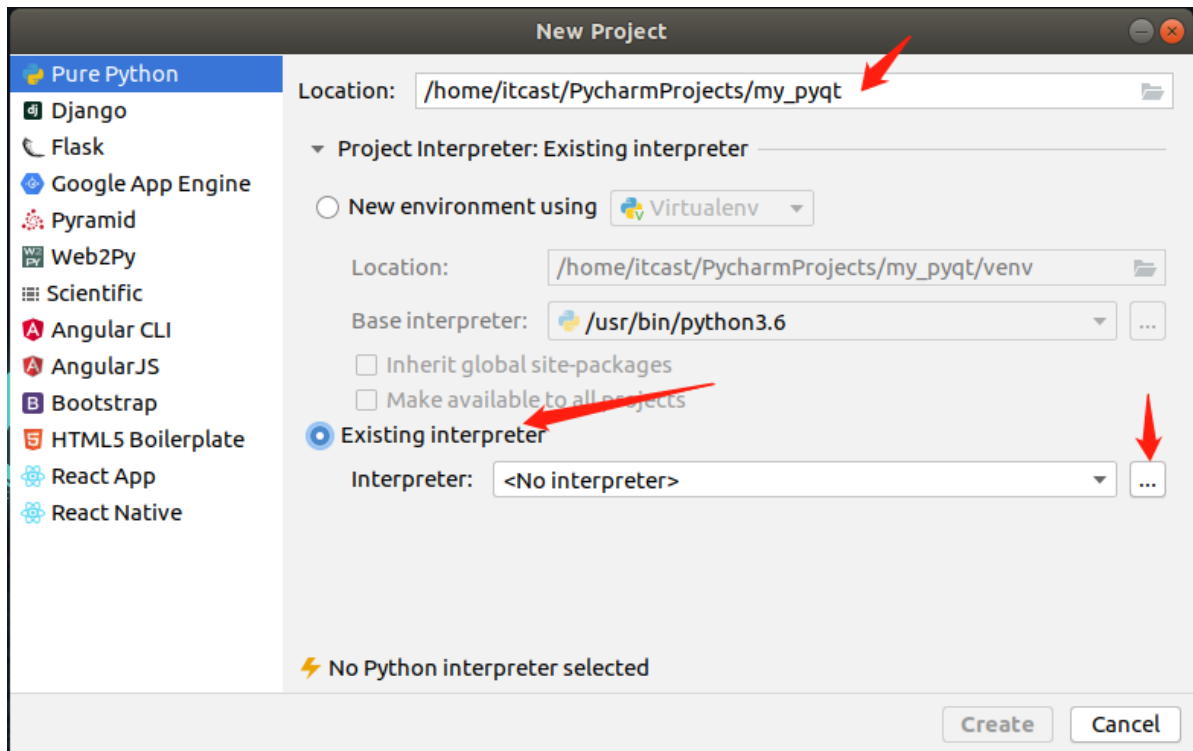 New Project
Pure Python
Django
Flask
Google App Engine
Pyramid
Web2Py
Scientific
Angular CLI
AngularJS
Bootstrap
HTML5 Boilerplate
React App
React Native
Location: /home/itcast/PycharmProjects/my_pyqt
Project Interpreter: Existing interpreter
New environment using Virtualenv
Location: /home/itcast/PycharmProjects/my_pyqt/venv
Base interpreter: /usr/bin/python3.6 ...
Inherit global site-packages
Make available to all projects
Existing interpreter
Interpreter: <No interpreter> ...
No Python interpreter selected
Create Cancel